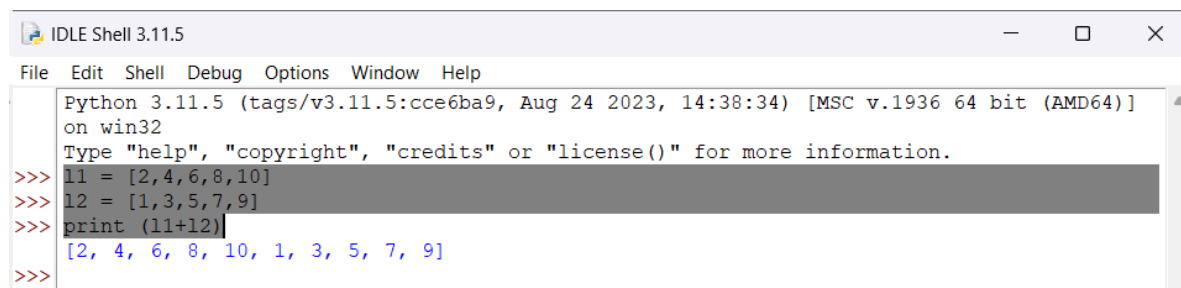 IDLE Shell 3.11.5
File Edit Shell Debug Options Window Help
Python 3.11.5 (tags/v3.11.5:cce6ba9, Aug 24 2023, 14:38:34) [MSC v.1936 64 bit (AMD64)]
on win32
Type "help", "copyright", "credits" or "license()" for more information.
>>> l1 = [2,4,6,8,10]
>>> l2 = [1,3,5,7,9]
>>> print (l1+l2)
[2, 4, 6, 8, 10, 1, 3, 5, 7, 9]
>>>